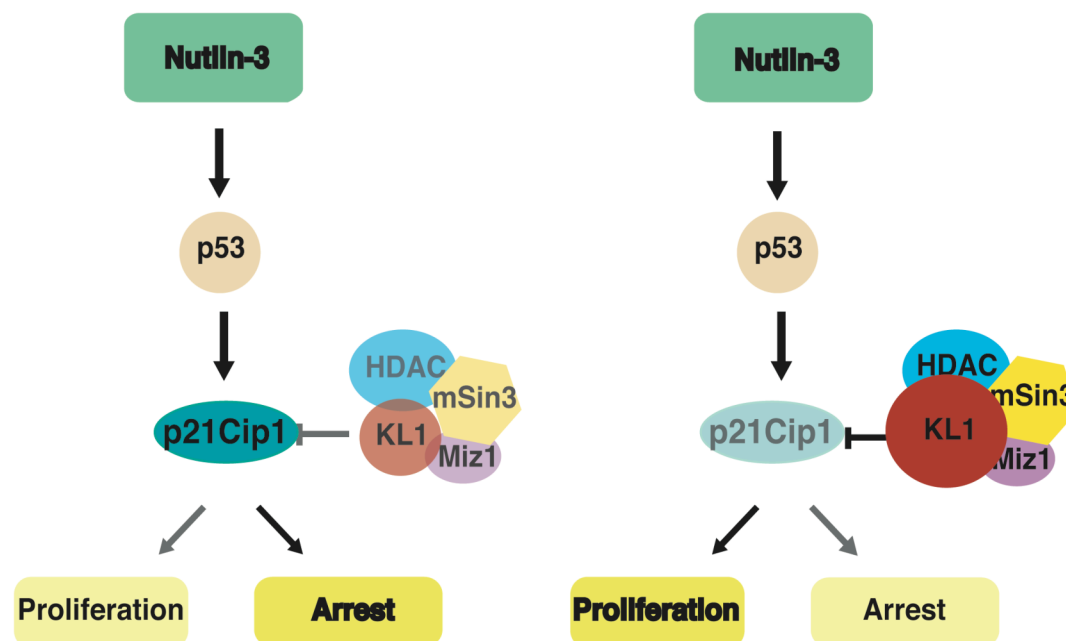 Nutlin-3
p53
HDAC
mSin3
p21Cip1
KL1
Miz1
Proliferation
Arrest
Nutlin-3
p53
HDAC
mSin3
p21Cip1
KL1
Miz1
Proliferation
Arrest